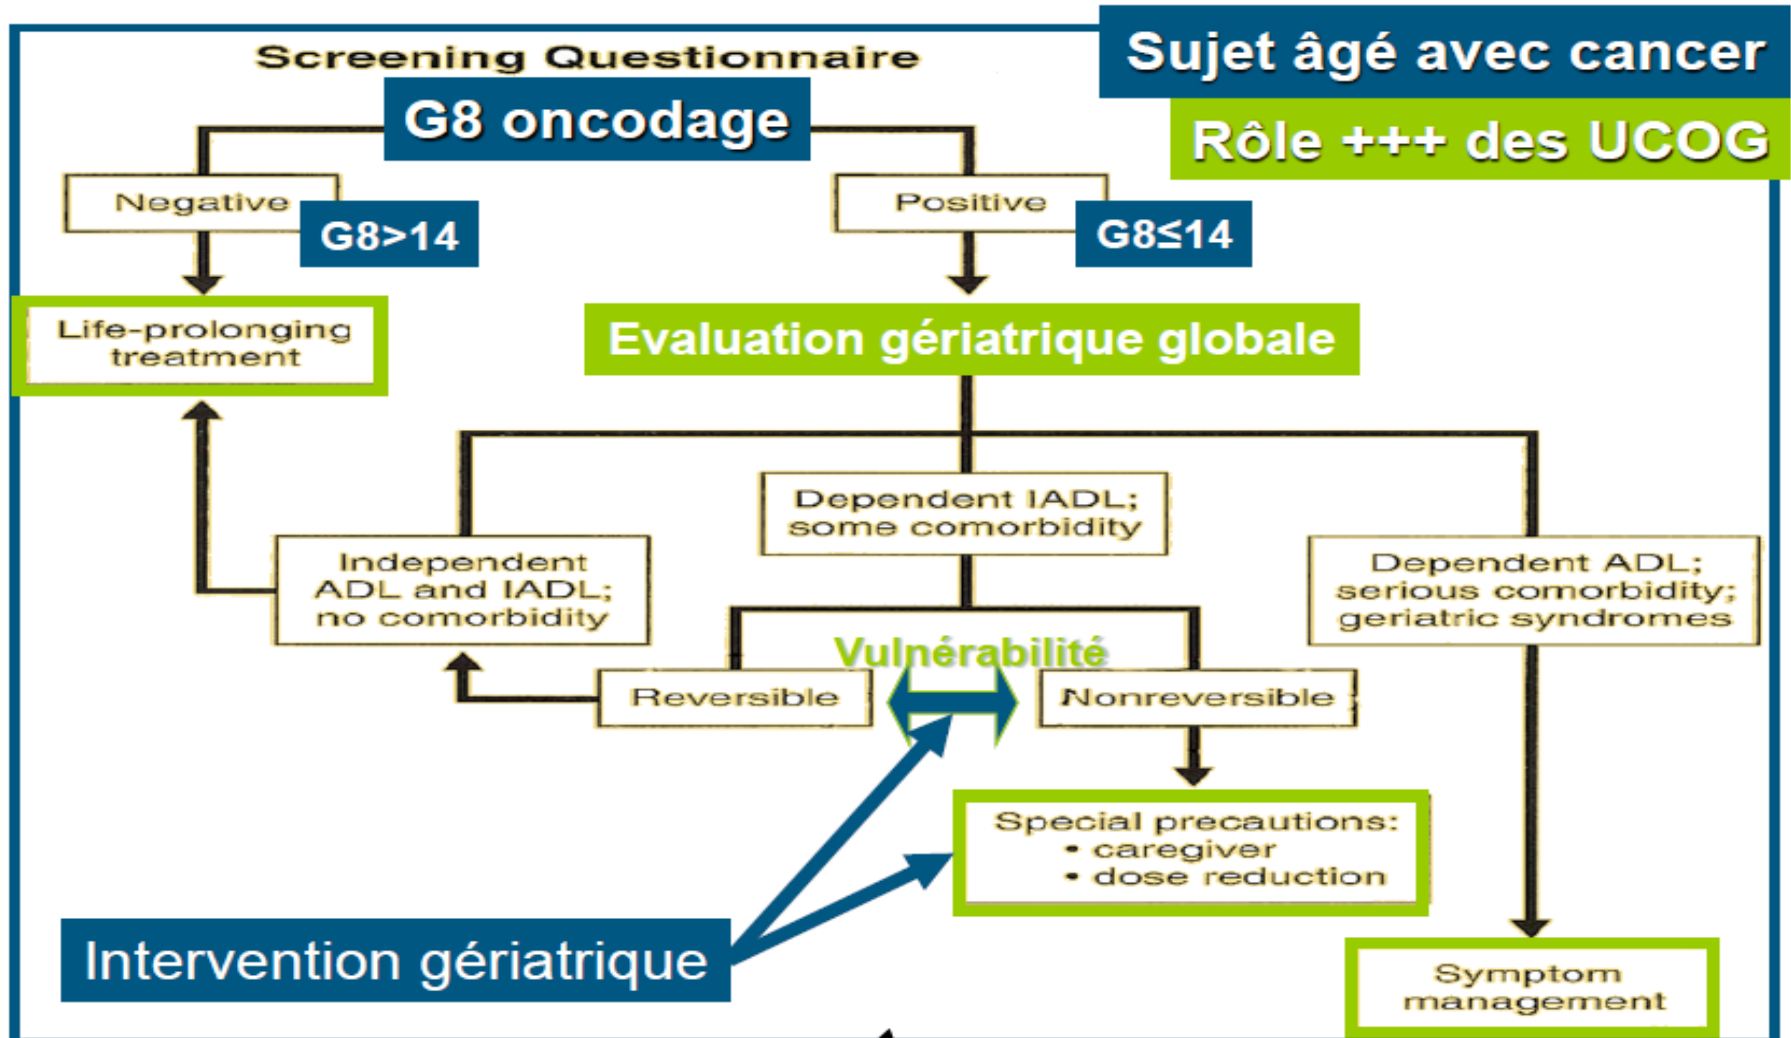 Screening Questionnaire
Sujet âgé avec cancer
G8 oncodage
Rôle +++ des UCOG
Negative
G8>14
Positive
G8≤14
Life-prolonging
treatment
Evaluation gériatrique globale
Independent
ADL and IADL;
no comorbidity
Dependent IADL;
some comorbidity
Dependent ADL;
serious comorbidity;
geriatric syndromes
Vulnérabilité
Reversible
Nonreversible
Special precautions:
• caregiver
• dose reduction
Intervention gériatrique
Symptom
management